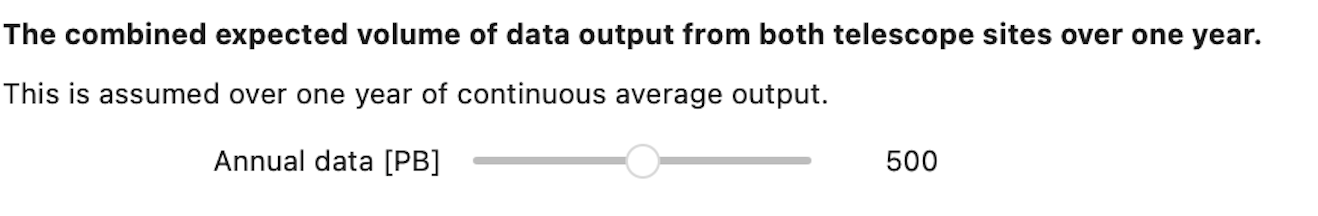 The combined expected volume of data output from both telescope sites over one year.
This is assumed over one year of continuous average output.
Annual data [PB] 500